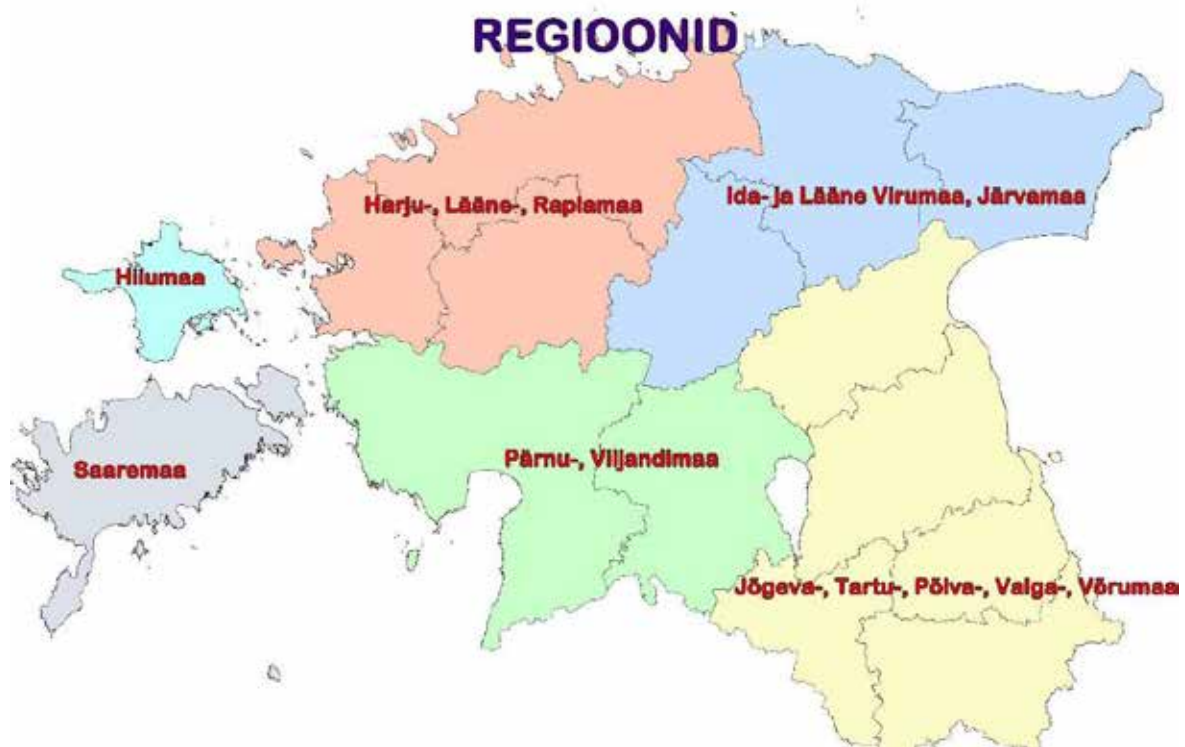 REGIOONID
Harju-, Lääne-, Raplamaa
Ida- ja Lääne Virumaa, Järvamaa
Hiiumaa
Saaremaa
Pärnu-, Viljandimaa
Jõgeva-, Tartu-, Põlva-, Valga-, Võrumaa